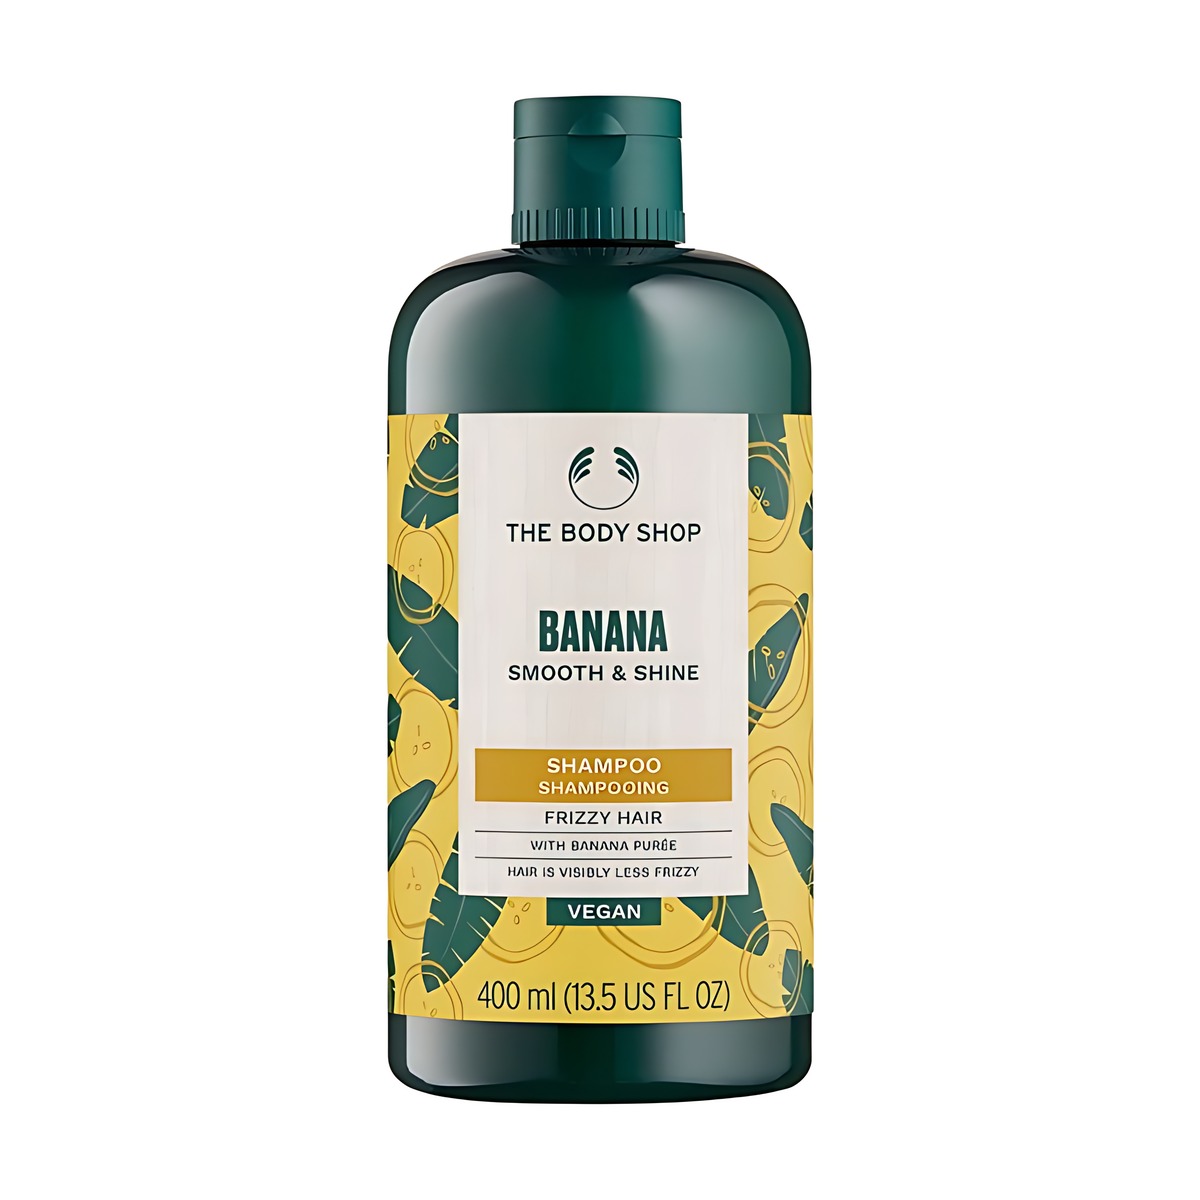 THE BODY SHOP
BANANA
SMOOTH & SHINE
SHAMPOO
SHAMPOOING
FRIZZY HAIR
WITH BANANA PURÉE
HAIR IS VISIBLY LESS FRIZZY
VEGAN
400 ml (13.5 US FL OZ)